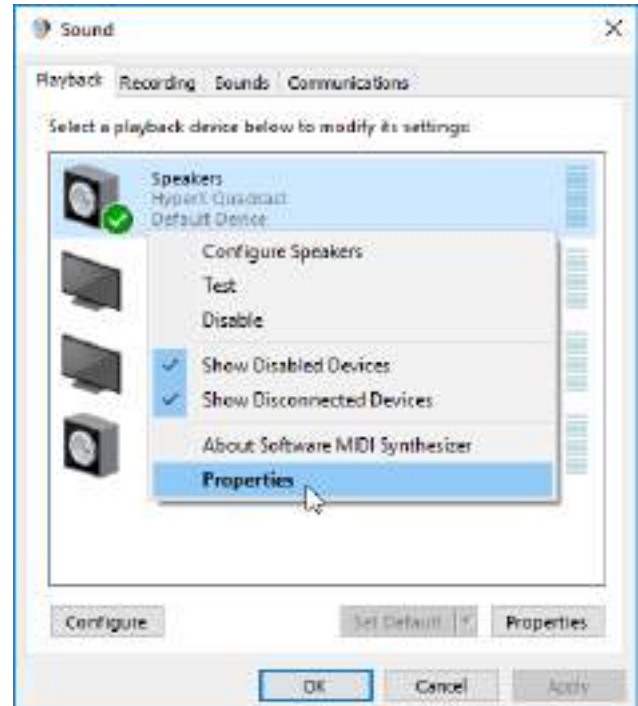 Sound
Playback Recording Sounds Communications
Select a playback device below to modify its settings:
Speakers
HyperX Quadcast
Default Device
Configure Speakers
Test
Disable
Show Disabled Devices
Show Disconnected Devices
About Software MIDI Synthesizer
Properties
Configure Set Default Properties
OK Cancel Apply